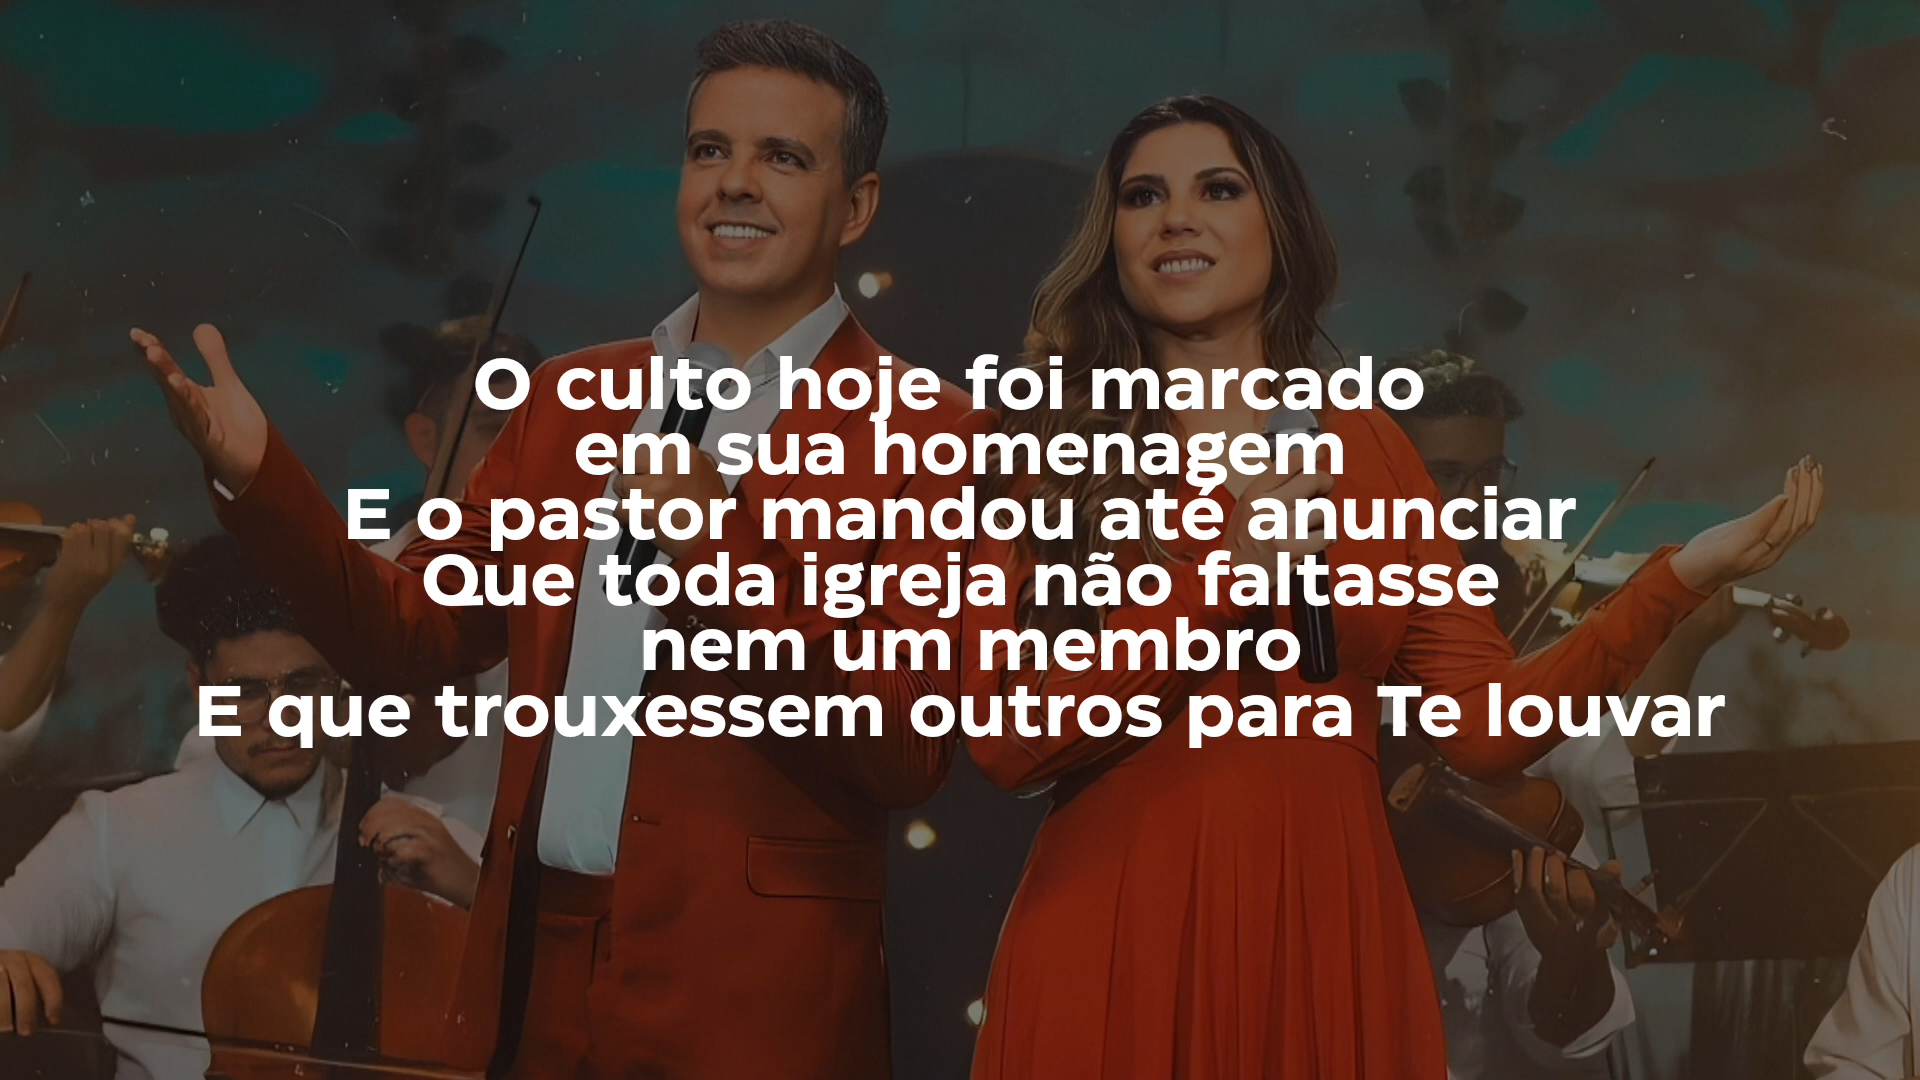 O culto hoje foi marcado
em sua homenagem
E o pastor mandou até anunciar
Que toda igreja não faltasse
nem um membro
E que trouxessem outros para Te louvar